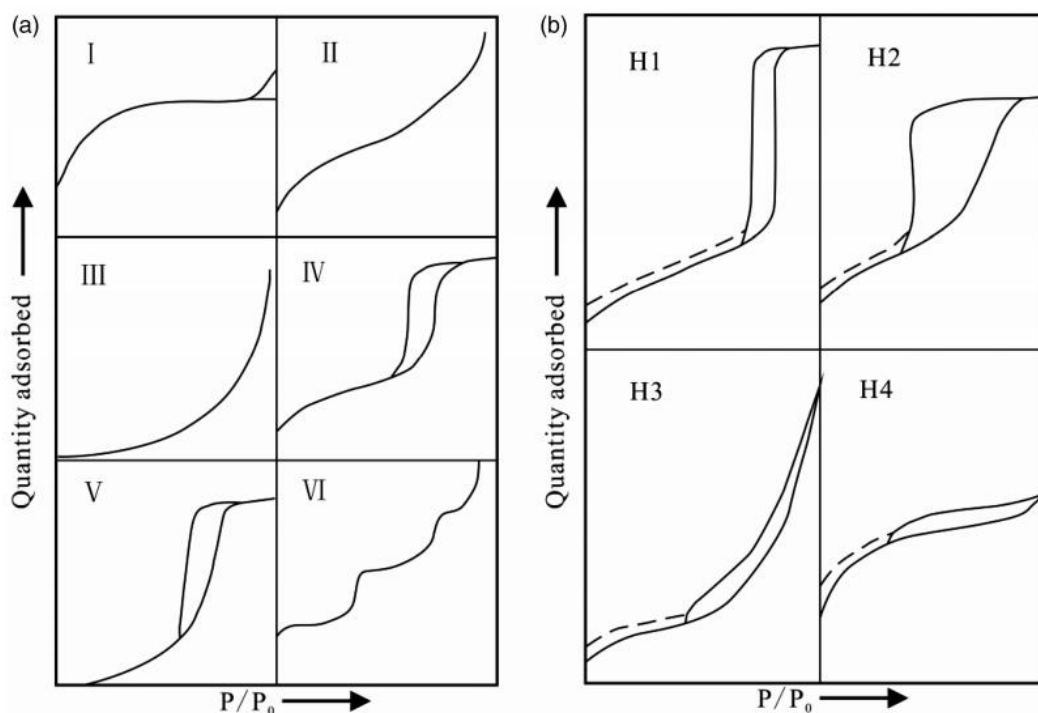 (a)
I
II
III
IV
V
VI
Quantity adsorbed
P/P₀
(b)
H1
H2
H3
H4
Quantity adsorbed
P/P₀